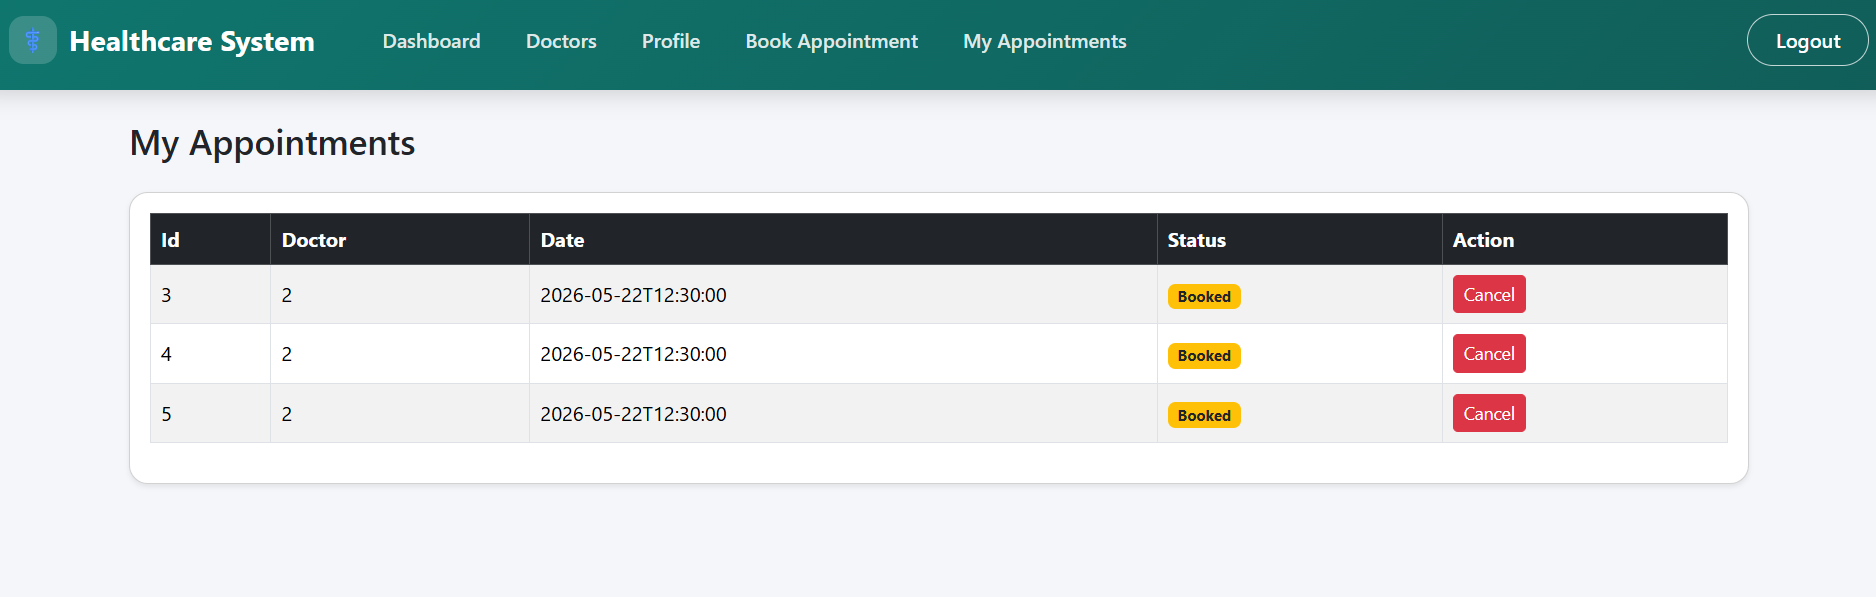 Healthcare System Dashboard Doctors Profile Book Appointment My Appointments Logout
My Appointments
Id Doctor Date Status Action
3 2 2026-05-22T12:30:00 Booked Cancel
4 2 2026-05-22T12:30:00 Booked Cancel
5 2 2026-05-22T12:30:00 Booked Cancel